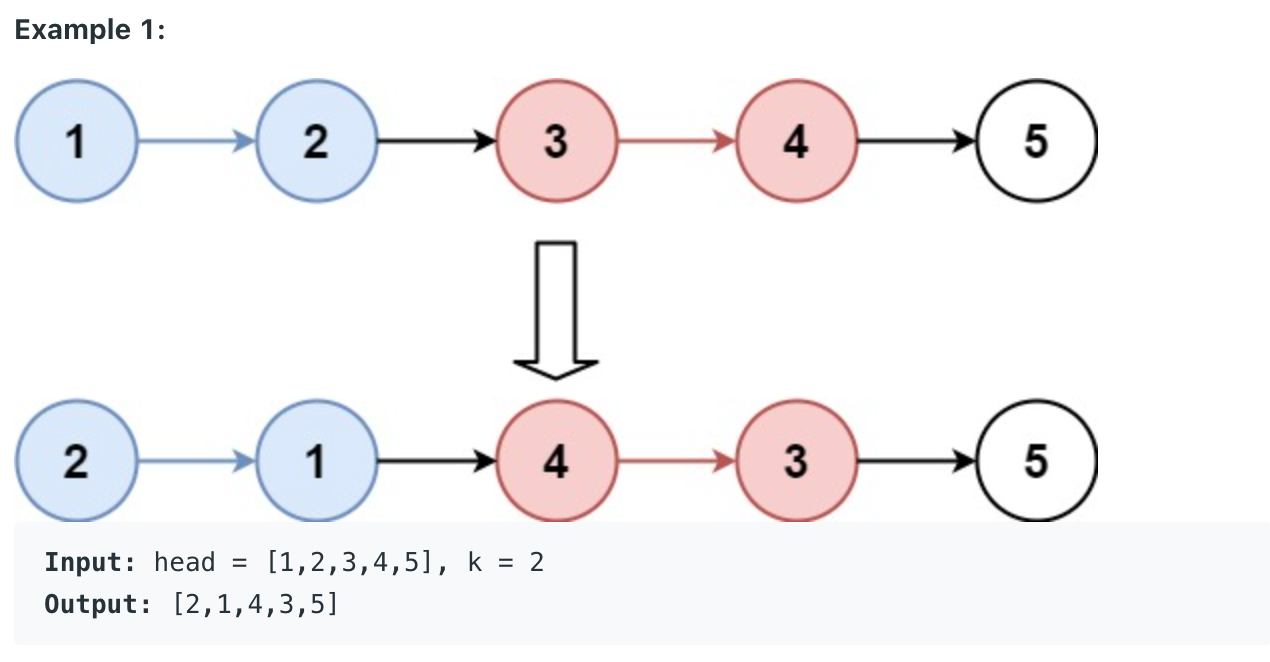 Example 1:
1 2 3 4 5
2 1 4 3 5
Input: head = [1,2,3,4,5], k = 2
Output: [2,1,4,3,5]